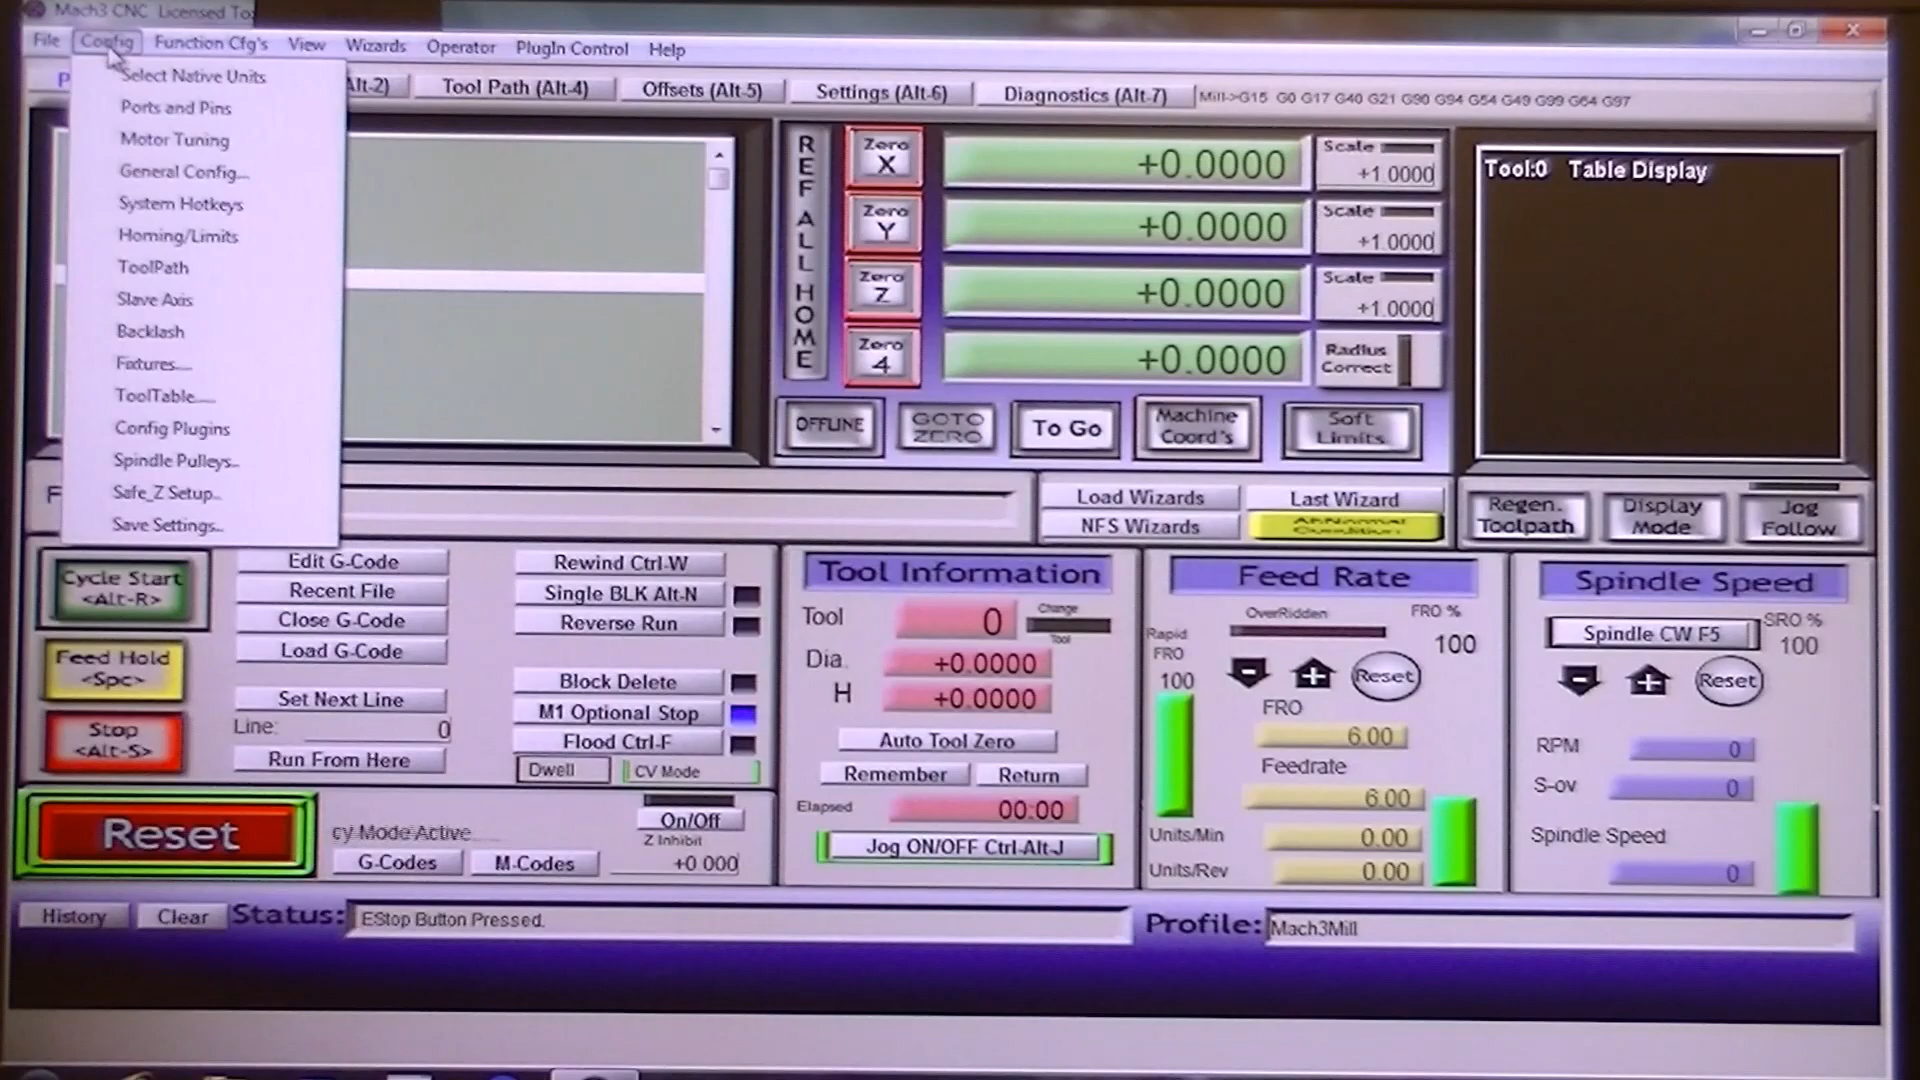 Mach3 CNC Licensed To:
File Config Function Cfg's View Wizards Operator PlugIn Control Help
Select Native Units
Ports and Pins
Motor Tuning
General Config...
System Hotkeys
Homing/Limits
ToolPath
Slave Axis
Backlash
Fixtures....
ToolTable.....
Config Plugins
Spindle Pulleys..
Safe_Z Setup..
Save Settings..
Alt-2) Tool Path (Alt-4) Offsets (Alt-5) Settings (Alt-6) Diagnostics (Alt-7) Mill->G15 G0 G17 G40 G21 G90 G94 G54 G49 G99 G64 G97
REF ALL HOME
Zero X +0.0000 Scale +1.0000
Zero Y +0.0000 Scale +1.0000
Zero Z +0.0000 Scale +1.0000
Zero 4 +0.0000 Radius Correct
OFFLINE GOTO ZERO To Go Machine Coord's Soft Limits
Tool:0 Table Display
Load Wizards Last Wizard
NFS Wizards
Regen. Toolpath Display Mode Jog Follow
Cycle Start <Alt-R>
Feed Hold <Spc>
Stop <Alt-S>
Edit G-Code
Recent File
Close G-Code
Load G-Code
Set Next Line
Line: 0
Run From Here
Rewind Ctrl-W
Single BLK Alt-N
Reverse Run
Block Delete
M1 Optional Stop
Flood Ctrl-F
Dwell CV Mode
Reset
cy Mode Active
G-Codes M-Codes
On/Off
Z Inhibit
+0.000
Tool Information
Tool 0 Change Tool
Dia. +0.0000
H +0.0000
Auto Tool Zero
Remember Return
Elapsed 00:00
Jog ON/OFF Ctrl-Alt-J
Feed Rate
OverRidden FRO %
100
Rapid FRO
100
Reset
FRO
6.00
Feedrate
6.00
Units/Min 0.00
Units/Rev 0.00
Spindle Speed
Spindle CW F5
SRO %
100
Reset
RPM 0
S-ov 0
Spindle Speed
0
History Clear Status: EStop Button Pressed. Profile: Mach3Mill